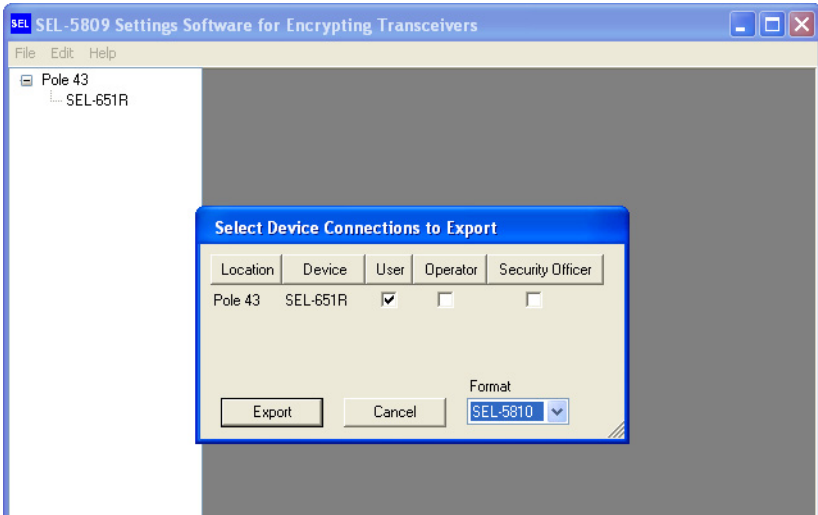 SEL SEL-5809 Settings Software for Encrypting Transceivers
File Edit Help
Pole 43
SEL-651R
Select Device Connections to Export
Location Device User Operator Security Officer
Pole 43 SEL-651R
Format
Export Cancel SEL-5810